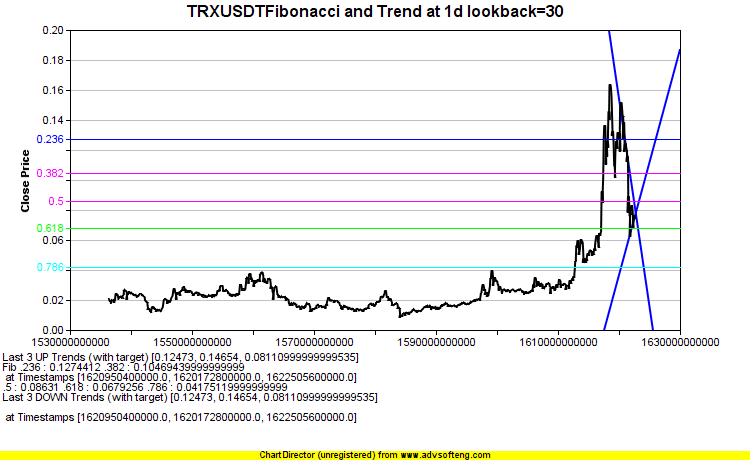 TRXUSDTFibonacci and Trend at 1d lookback=30
Close Price
0.20
0.18
0.16
0.14
0.236
0.382
0.5
0.618
0.06
0.786
0.02
0.00
1530000000000 1550000000000 1570000000000 1590000000000 1610000000000 1630000000000
Last 3 UP Trends (with target) [0.12473, 0.14654, 0.08110999999999535]
Fib .236 : 0.1274412 .382 : 0.10469439999999999
at Timestamps [1620950400000.0, 1620172800000.0, 1622505600000.0]
.5 : 0.08631 .618 : 0.0679256 .786 : 0.04175119999999999
Last 3 DOWN Trends (with target) [0.12473, 0.14654, 0.08110999999999535]
at Timestamps [1620950400000.0, 1620172800000.0, 1622505600000.0]
ChartDirector (unregistered) from www.advsofteng.com